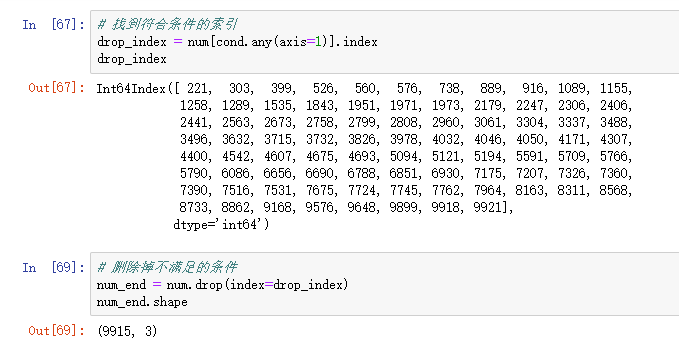 In [67]: # 找到符合条件的索引
drop_index = num[cond.any(axis=1)].index
drop_index
Out[67]: Int64Index([ 221, 303, 399, 526, 560, 576, 738, 889, 916, 1089, 1155,
1258, 1289, 1535, 1843, 1951, 1971, 1973, 2179, 2247, 2306, 2406,
2441, 2563, 2673, 2758, 2799, 2808, 2960, 3061, 3304, 3337, 3488,
3496, 3632, 3715, 3732, 3826, 3978, 4032, 4046, 4050, 4171, 4307,
4400, 4542, 4607, 4675, 4693, 5094, 5121, 5194, 5591, 5709, 5766,
5790, 6086, 6656, 6690, 6788, 6851, 6930, 7175, 7207, 7326, 7360,
7390, 7516, 7531, 7675, 7724, 7745, 7762, 7964, 8163, 8311, 8568,
8733, 8862, 9168, 9576, 9648, 9899, 9918, 9921],
dtype='int64')
In [69]: # 删除掉不满足的条件
num_end = num.drop(index=drop_index)
num_end.shape
Out[69]: (9915, 3)